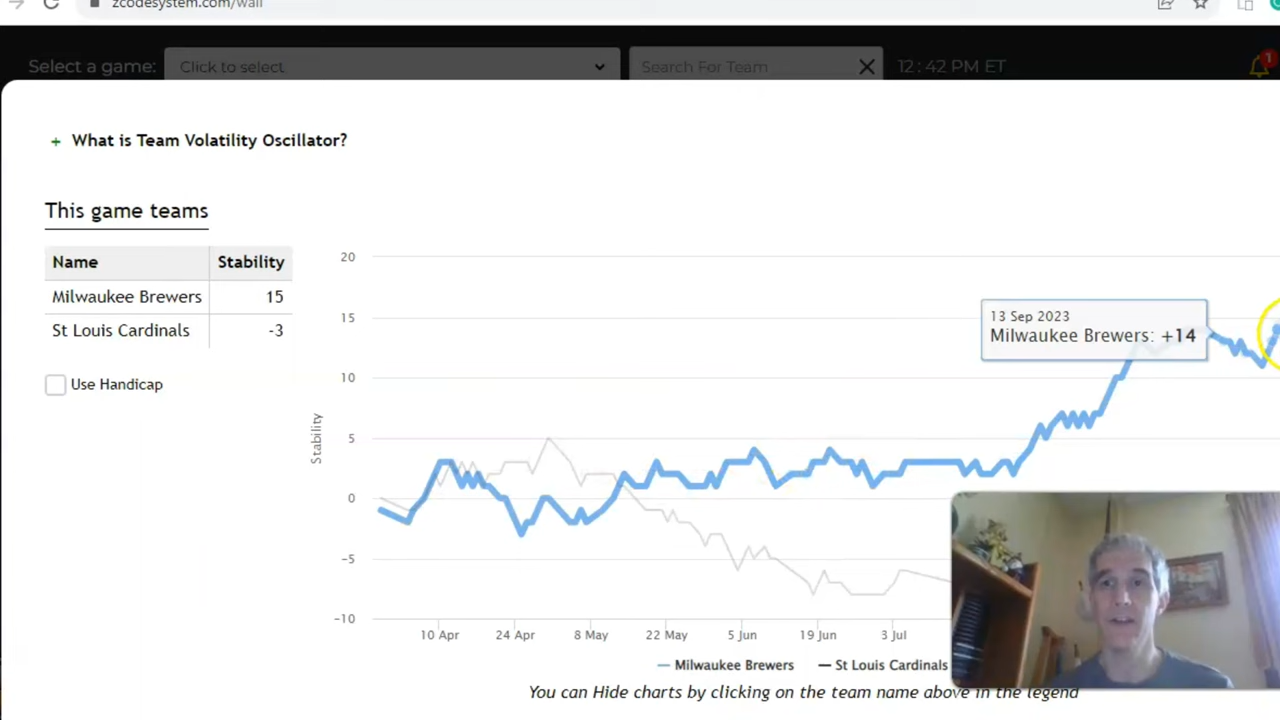 zcodesystem.com/wall
Select a game: Click to select Search For Team 12:42 PM ET
1
+ What is Team Volatility Oscillator?
This game teams
Name Stability
Milwaukee Brewers 15
St Louis Cardinals -3
Use Handicap
Stability
20
15
10
5
0
−5
−10
13 Sep 2023
Milwaukee Brewers: +14
10 Apr 24 Apr 8 May 22 May 5 Jun 19 Jun 3 Jul
Milwaukee Brewers St Louis Cardinals
You can Hide charts by clicking on the team name above in the legend